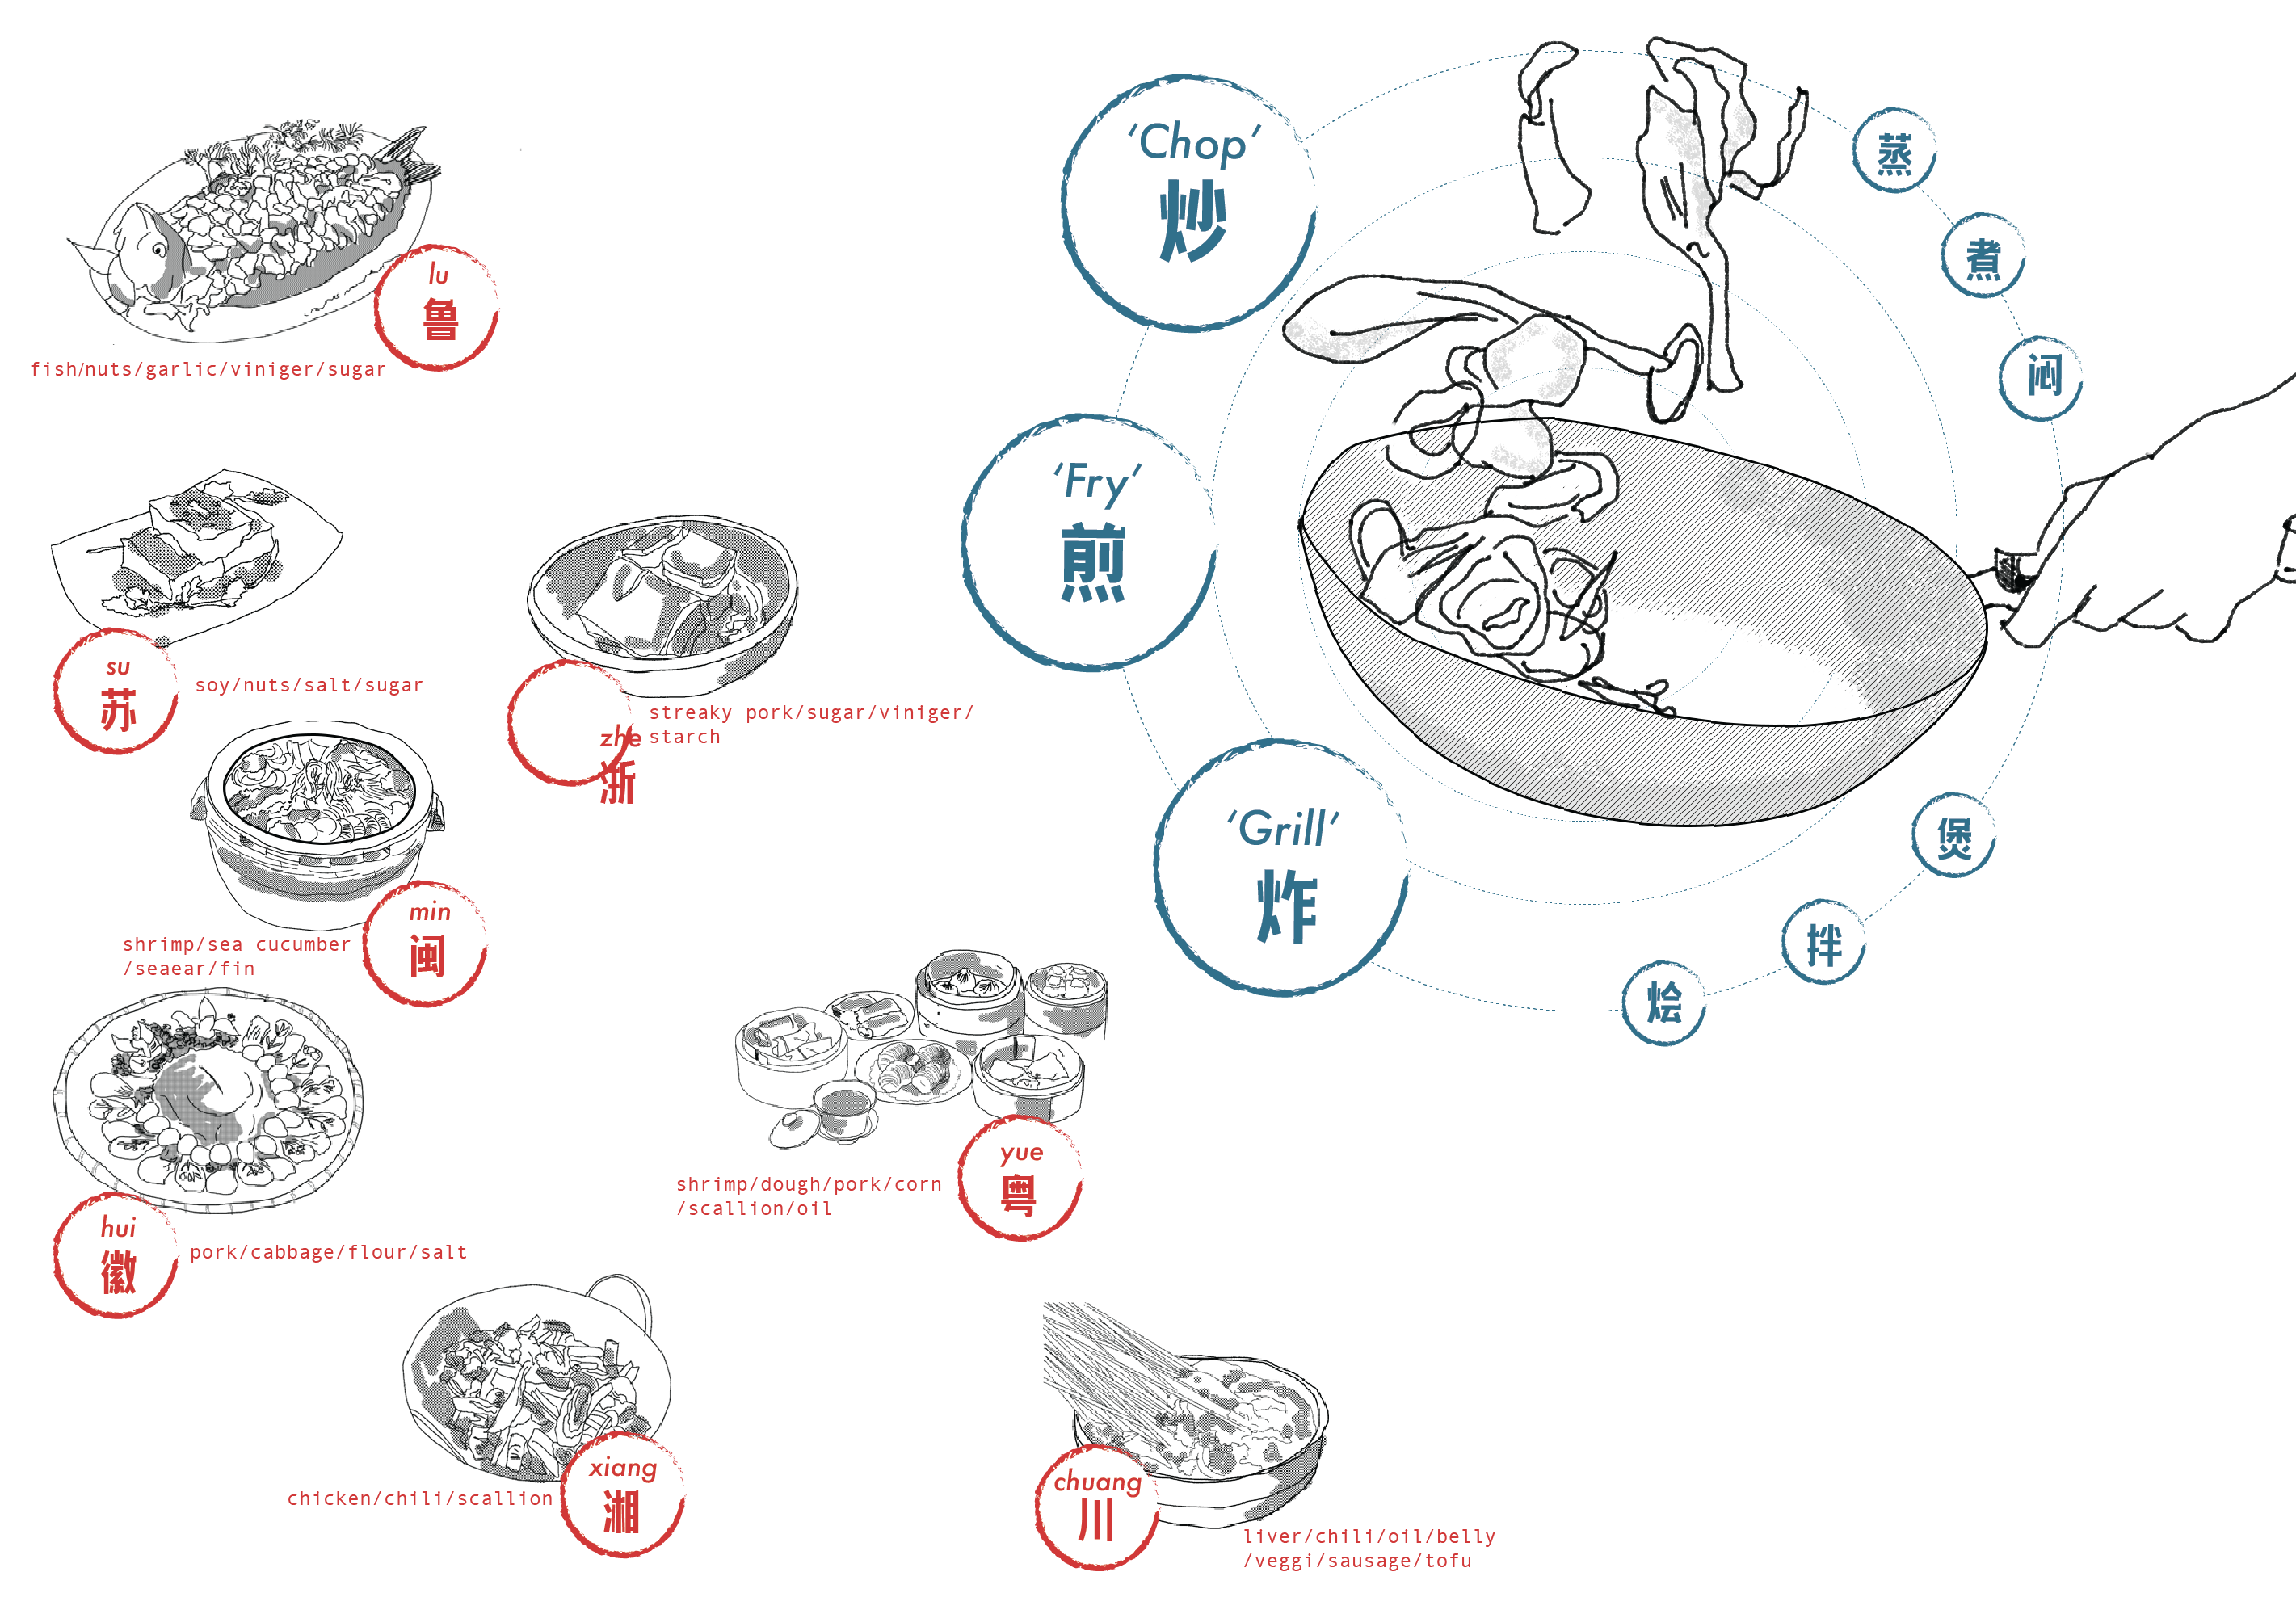 lu
鲁
fish/nuts/garlic/viniger/sugar
su
苏
soy/nuts/salt/sugar
zhe
浙
streaky pork/sugar/viniger/
starch
min
闽
shrimp/sea cucumber
/seaear/fin
hui
徽
pork/cabbage/flour/salt
yue
粤
shrimp/dough/pork/corn
/scallion/oil
xiang
湘
chicken/chili/scallion
chuang
川
liver/chili/oil/belly
/veggi/sausage/tofu
'Chop'
炒
'Fry'
煎
'Grill'
炸
蒸
煮
闷
煲
拌
烩